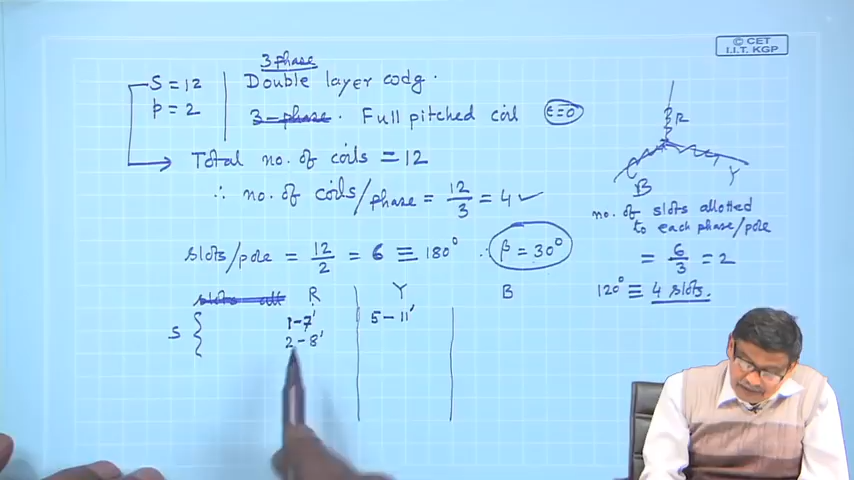 © CET
I.I.T. KGP
3 phase
S = 12 Double layer codg.
p = 2 3-phase. Full pitched coil ε=0
Total no. of coils = 12
∴ no. of coils/phase = 12/3 = 4 ✓
slots/pole = 12/2 = 6 ≡ 180° ∴ β = 30°
R
Y
B
no. of slots allotted
to each phase/pole
= 6/3 = 2
120° ≡ 4 slots.
R Y B
S { 1-7' 5-11'
2-8'